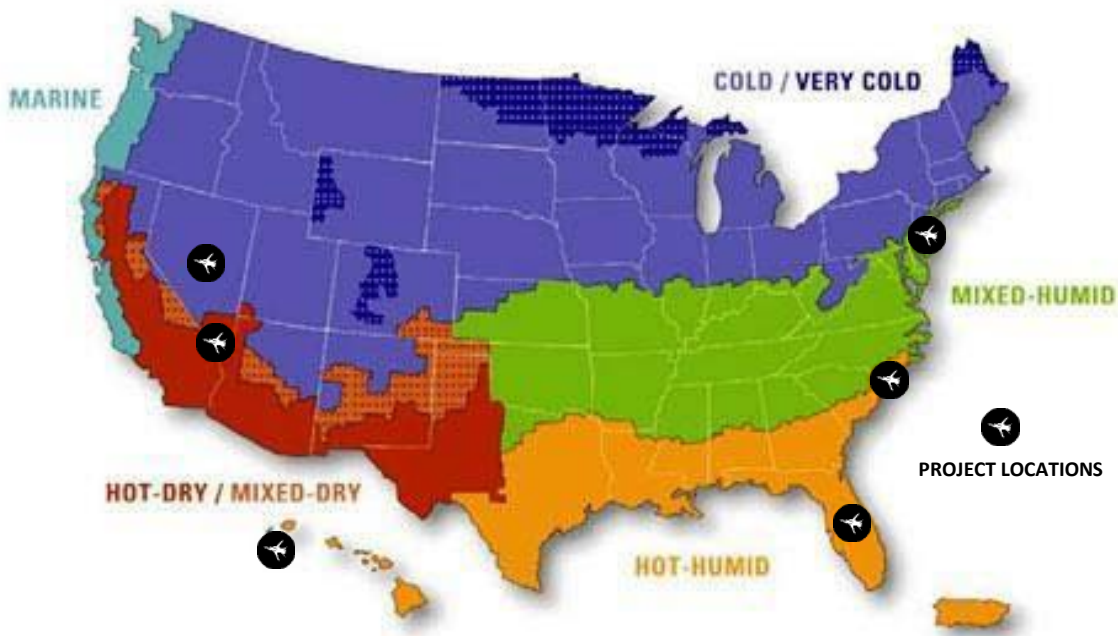 COLD / VERY COLD
MARINE
MIXED-HUMID
PROJECT LOCATIONS
HOT-DRY / MIXED-DRY
HOT-HUMID